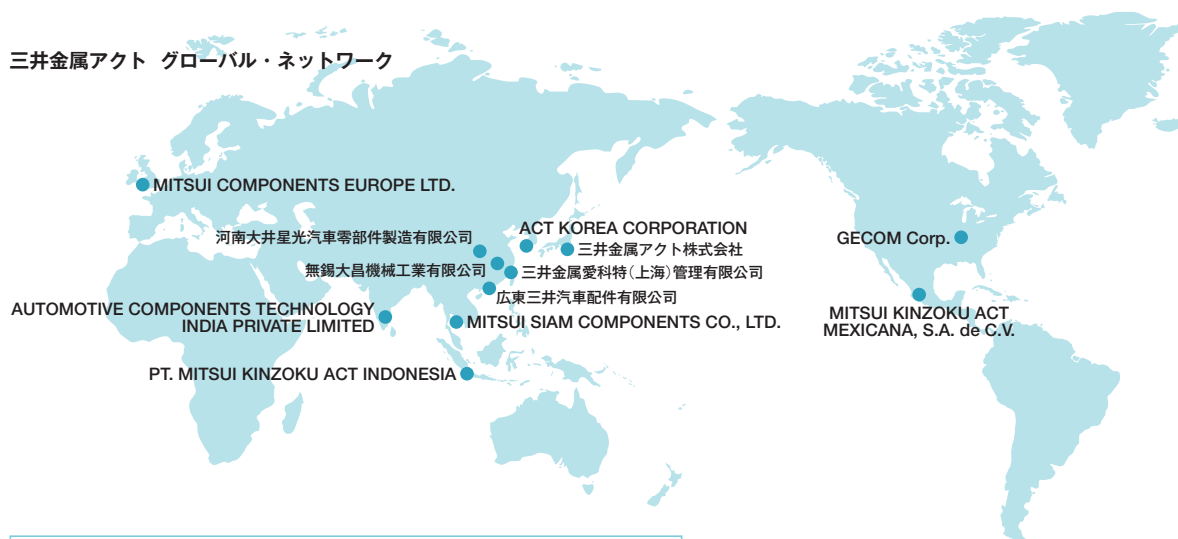 三井金属アクト グローバル・ネットワーク
MITSUI COMPONENTS EUROPE LTD.
ACT KOREA CORPORATION
河南大井星光汽車零部件製造有限公司
三井金属アクト株式会社
GECOM Corp.
無錫大昌機械工業有限公司
三井金属愛科特(上海)管理有限公司
広東三井汽車配件有限公司
AUTOMOTIVE COMPONENTS TECHNOLOGY
INDIA PRIVATE LIMITED
MITSUI SIAM COMPONENTS CO., LTD.
MITSUI KINZOKU ACT
MEXICANA, S.A. de C.V.
PT. MITSUI KINZOKU ACT INDONESIA